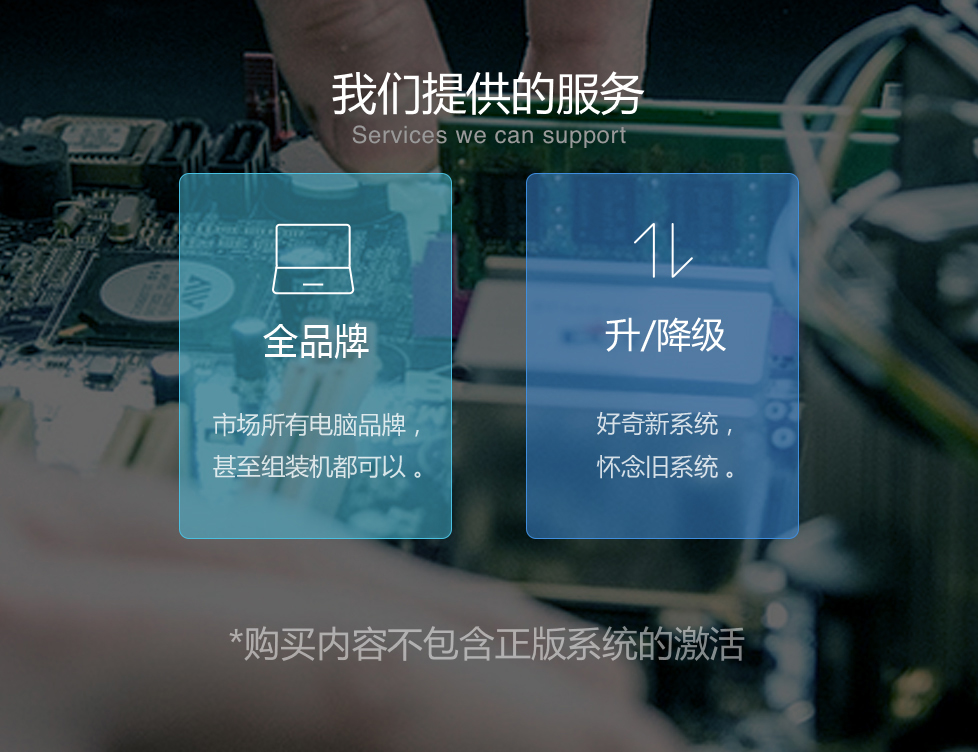 我们提供的服务
Services we can support
全品牌
市场所有电脑品牌，
甚至组装机都可以。
升/降级
好奇新系统，
怀念旧系统。
*购买内容不包含正版系统的激活